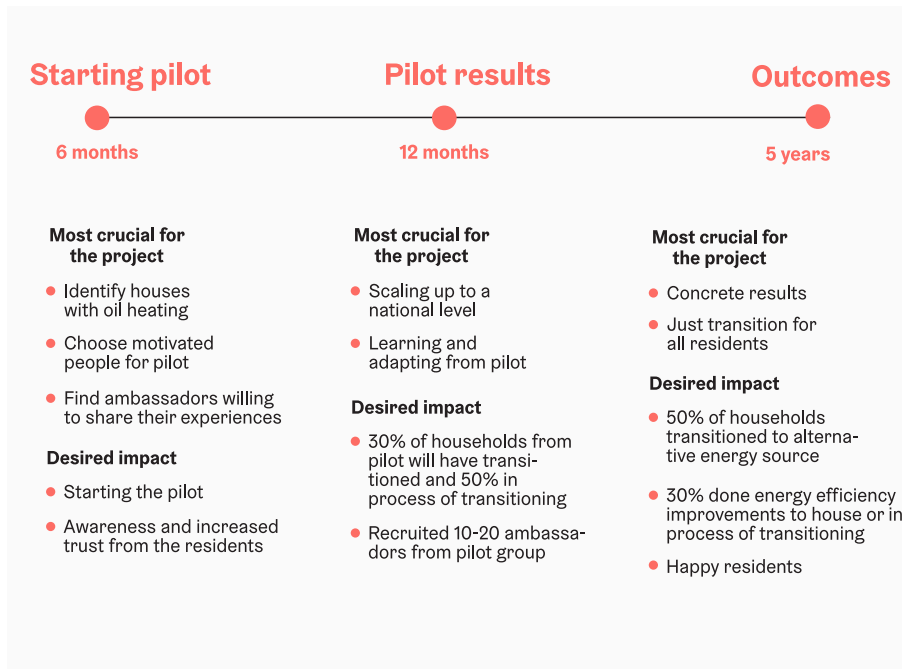 Starting pilot
Pilot results
Outcomes
6 months
12 months
5 years
Most crucial for
the project
Identify houses
with oil heating
Choose motivated
people for pilot
Find ambassadors willing
to share their experiences
Desired impact
Starting the pilot
Awareness and increased
trust from the residents
Most crucial for
the project
Scaling up to a
national level
Learning and
adapting from pilot
Desired impact
30% of households from
pilot will have transi-
tioned and 50% in
process of transitioning
Recruited 10-20 ambassa-
dors from pilot group
Most crucial for
the project
Concrete results
Just transition for
all residents
Desired impact
50% of households
transitioned to alterna-
tive energy source
30% done energy efficiency
improvements to house or in
process of transitioning
Happy residents